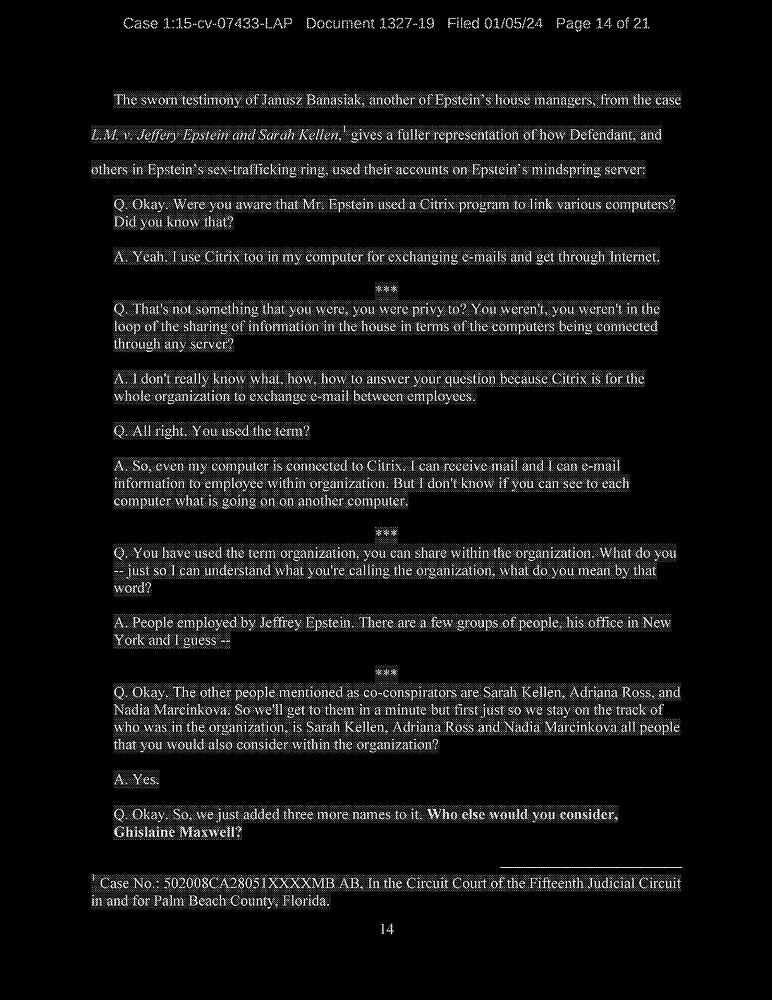 Case 1:15-cv-07433-LAP Document 1327-19 Filed 01/05/24 Page 14 of 21
The sworn testimony of Janusz Banasiak, another of Epstein's house managers, from the case
L.M. v. Jeffery Epstein and Sarah Kellen,1 gives a fuller representation of how Defendant, and
others in Epstein's sex-trafficking ring, used their accounts on Epstein's mindspring server:
Q. Okay. Were you aware that Mr. Epstein used a Citrix program to link various computers?
Did you know that?
A. Yeah. I use Citrix too in my computer for exchanging e-mails and get through Internet.
***
Q. That's not something that you were, you were privy to? You weren't, you weren't in the
loop of the sharing of information in the house in terms of the computers being connected
through any server?
A. I don't really know what, how, how to answer your question because Citrix is for the
whole organization to exchange e-mail between employees.
Q. All right. You used the term?
A. So, even my computer is connected to Citrix. I can receive mail and I can e-mail
information to employee within organization. But I don't know if you can see to each
computer what is going on on another computer.
***
Q. You have used the term organization, you can share within the organization. What do you
-- just so I can understand what you're calling the organization, what do you mean by that
word?
A. People employed by Jeffrey Epstein. There are a few groups of people, his office in New
York and I guess --
***
Q. Okay. The other people mentioned as co-conspirators are Sarah Kellen, Adriana Ross, and
Nadia Marcinkova. So we'll get to them in a minute but first just so we stay on the track of
who was in the organization, is Sarah Kellen, Adriana Ross and Nadia Marcinkova all people
that you would also consider within the organization?
A. Yes.
Q. Okay. So, we just added three more names to it. Who else would you consider,
Ghislaine Maxwell?
1 Case No.: 502008CA28051XXXXMB AB, In the Circuit Court of the Fifteenth Judicial Circuit
in and for Palm Beach County, Florida.
14